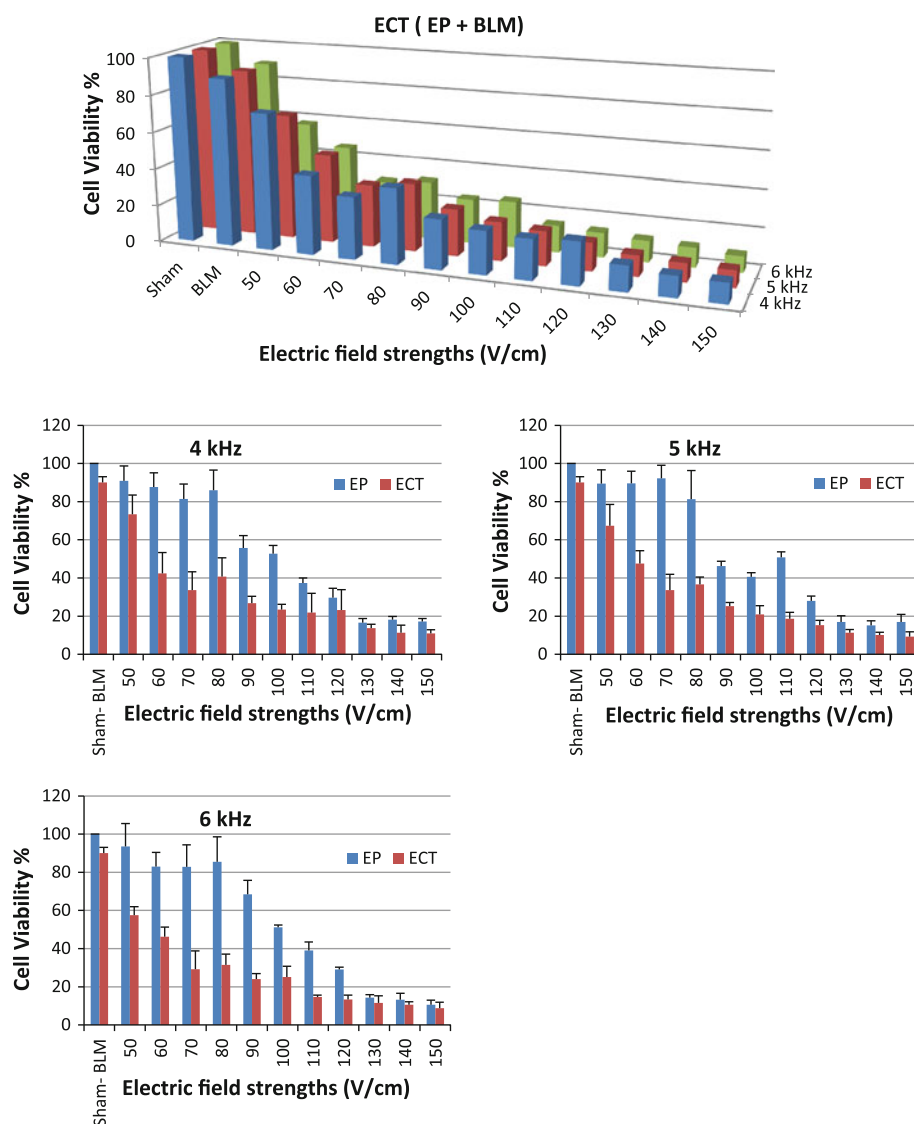 ECT ( EP + BLM)
Cell Viability %
100
80
60
40
20
0
Sham
BLM
50
60
70
80
90
100
110
120
130
140
150
6 kHz
5 kHz
4 kHz
Electric field strengths (V/cm)
4 kHz
EP
ECT
Cell Viability %
120
100
80
60
40
20
0
Sham- BLM
50
60
70
80
90
100
110
120
130
140
150
Electric field strengths (V/cm)
5 kHz
EP
ECT
Cell Viability %
120
100
80
60
40
20
0
Sham- BLM
50
60
70
80
90
100
110
120
130
140
150
Electric field strengths (V/cm)
6 kHz
EP
ECT
Cell Viability %
120
100
80
60
40
20
0
Sham- BLM
50
60
70
80
90
100
110
120
130
140
150
Electric field strengths (V/cm)